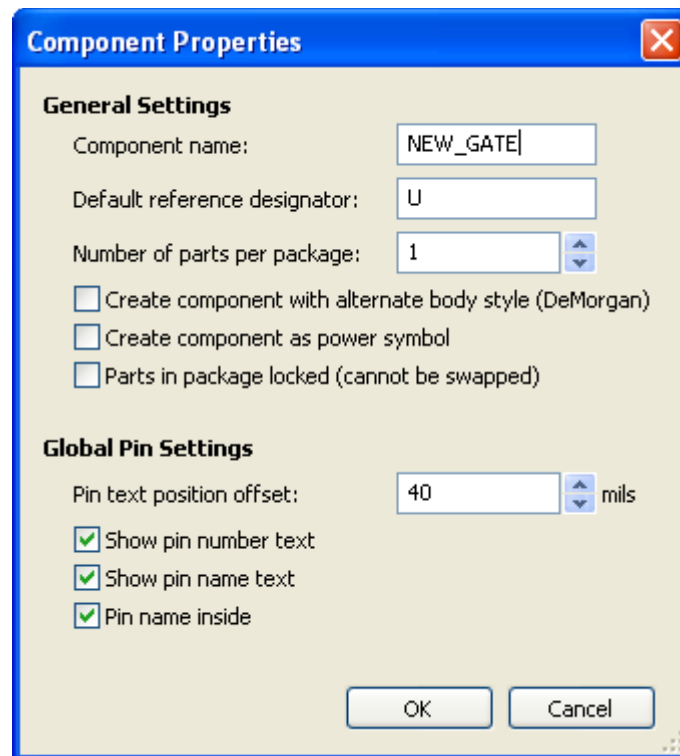 Component Properties
General Settings
Component name: NEW_GATE
Default reference designator: U
Number of parts per package: 1
Create component with alternate body style (DeMorgan)
Create component as power symbol
Parts in package locked (cannot be swapped)
Global Pin Settings
Pin text position offset: 40 mils
Show pin number text
Show pin name text
Pin name inside
OK Cancel